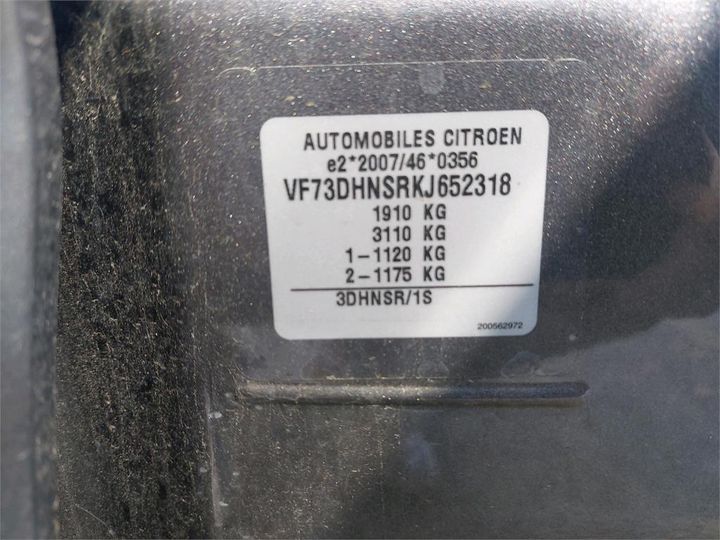 AUTOMOBILES CITROEN
e2*2007/46*0356
VF73DHNSRKJ652318
1910 KG
3110 KG
1-1120 KG
2-1175 KG
3DHNSR/1S
200562972